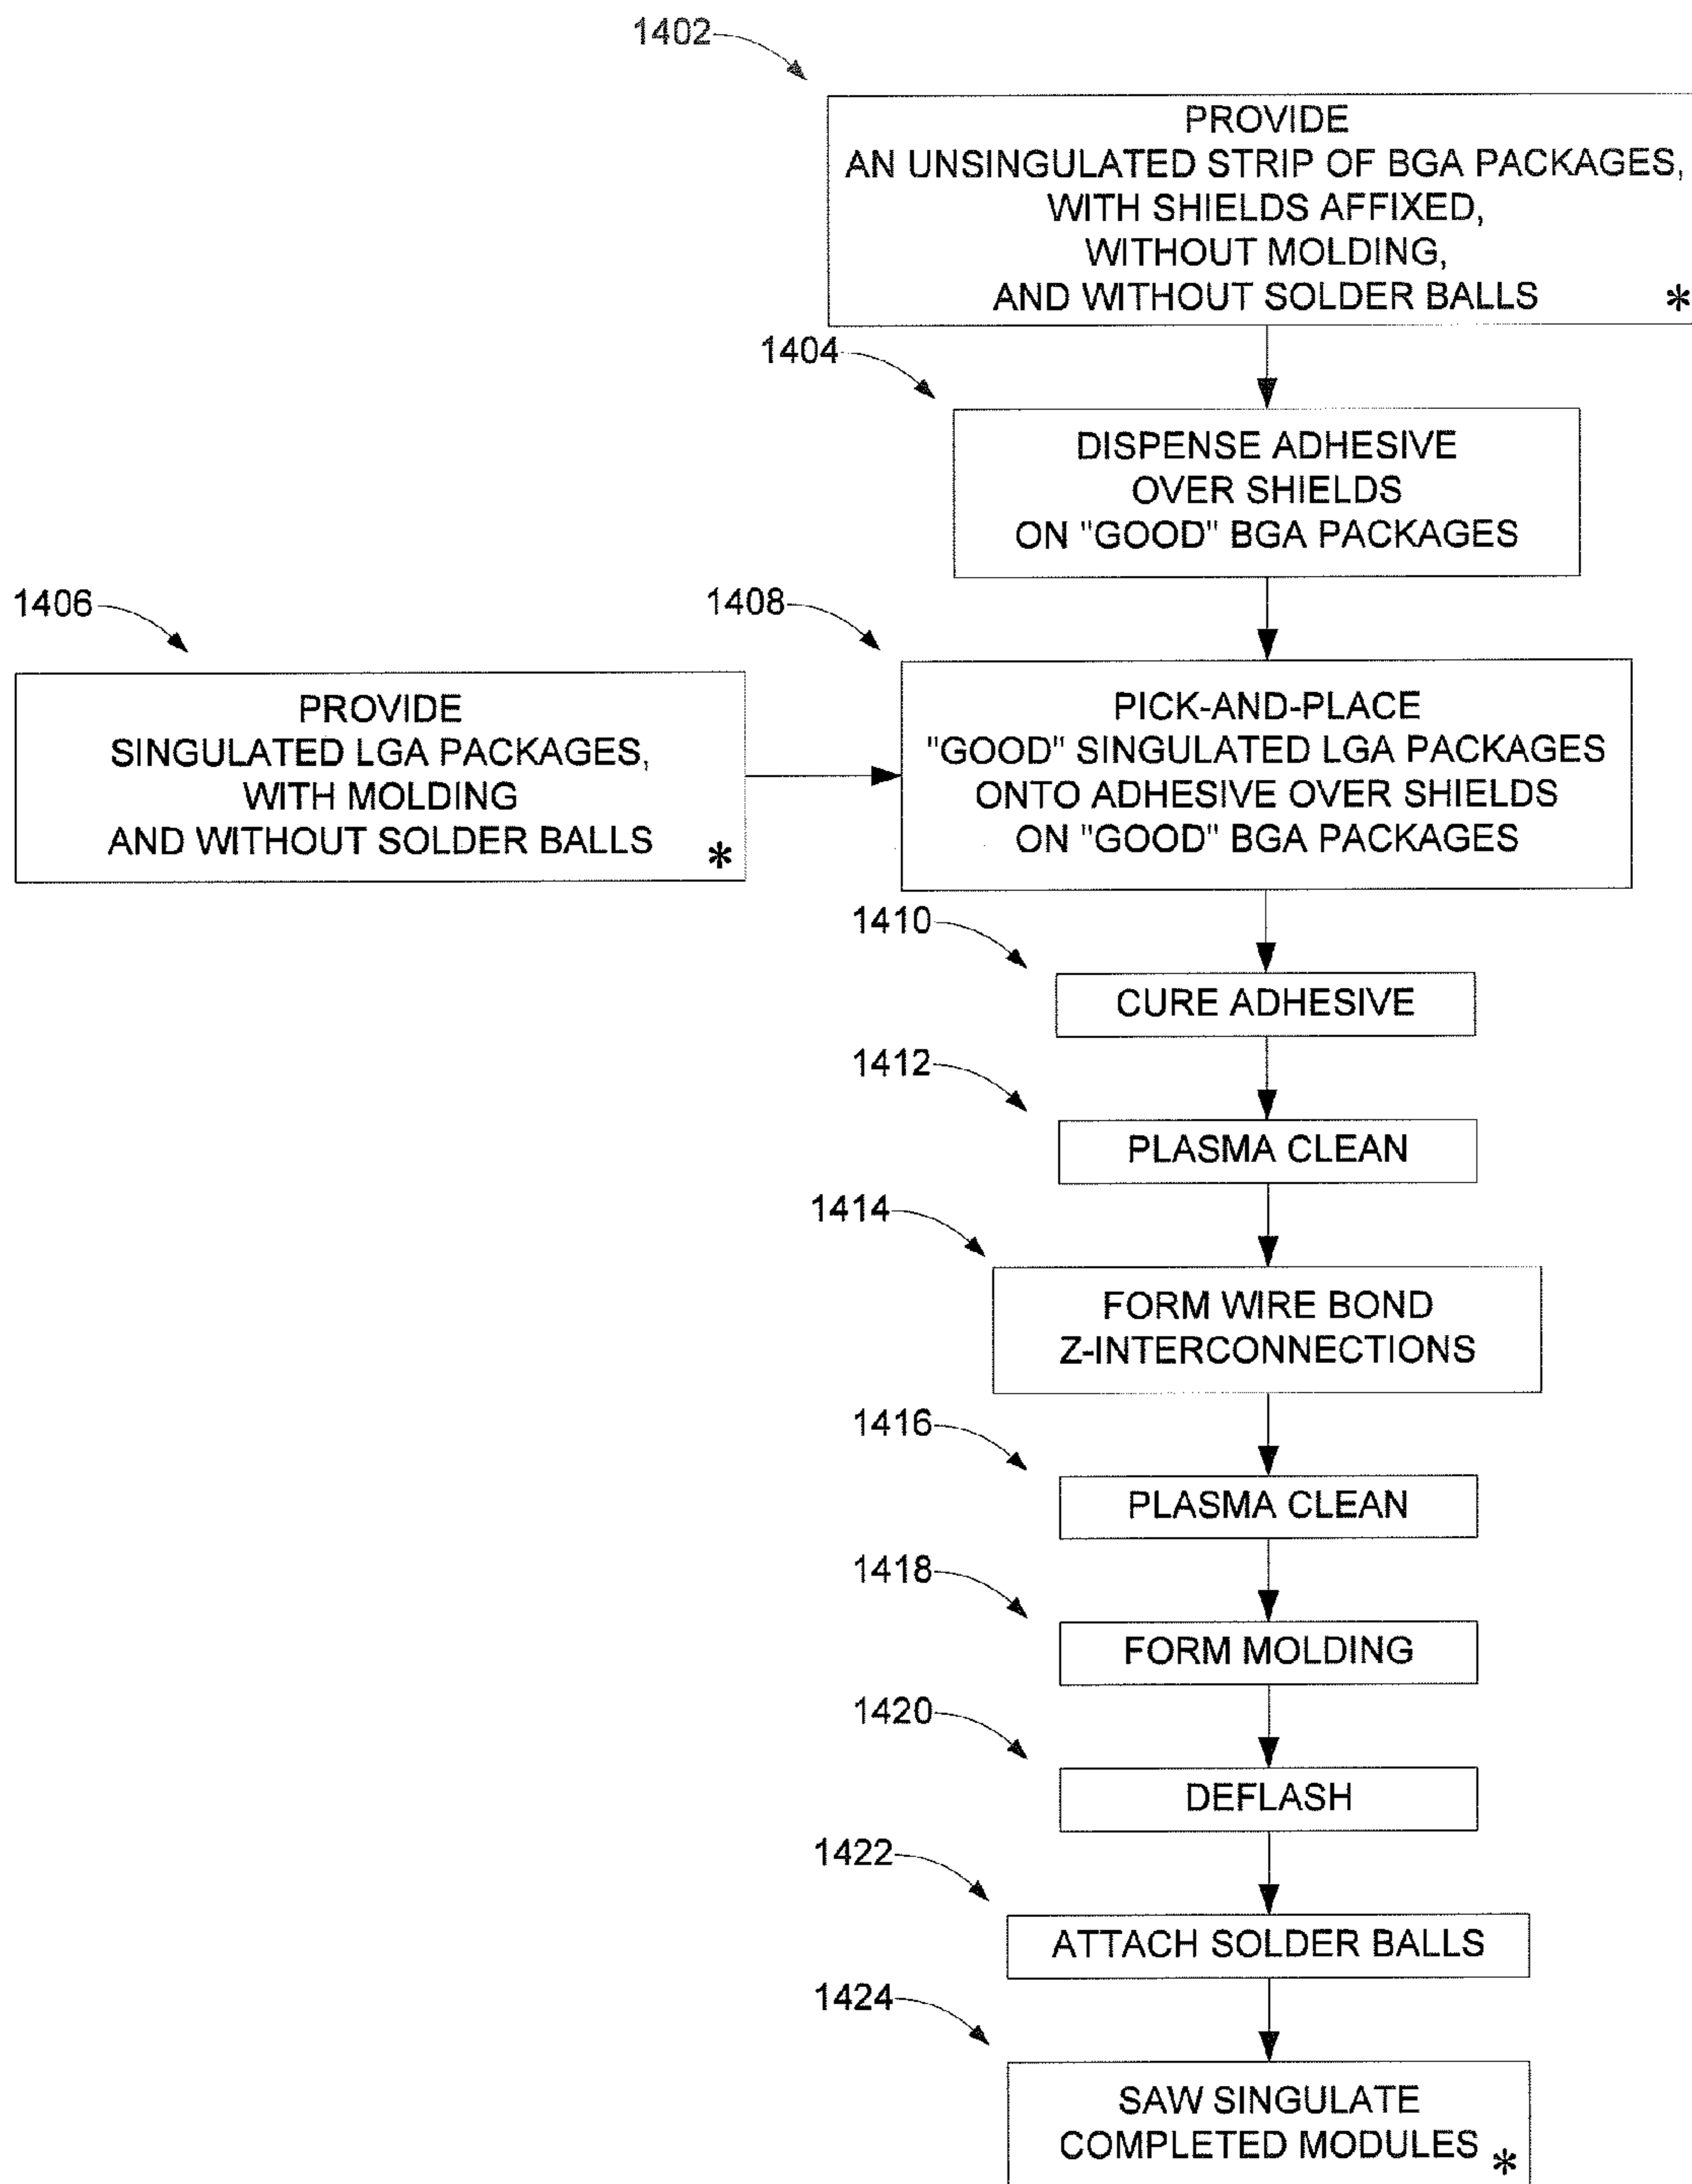 1402
PROVIDE
AN UNSINGULATED STRIP OF BGA PACKAGES,
WITH SHIELDS AFFIXED,
WITHOUT MOLDING,
AND WITHOUT SOLDER BALLS *
1404
DISPENSE ADHESIVE
OVER SHIELDS
ON "GOOD" BGA PACKAGES
1406
PROVIDE
SINGULATED LGA PACKAGES,
WITH MOLDING
AND WITHOUT SOLDER BALLS *
1408
PICK-AND-PLACE
"GOOD" SINGULATED LGA PACKAGES
ONTO ADHESIVE OVER SHIELDS
ON "GOOD" BGA PACKAGES
1410
CURE ADHESIVE
1412
PLASMA CLEAN
1414
FORM WIRE BOND
Z-INTERCONNECTIONS
1416
PLASMA CLEAN
1418
FORM MOLDING
1420
DEFLASH
1422
ATTACH SOLDER BALLS
1424
SAW SINGULATE
COMPLETED MODULES *